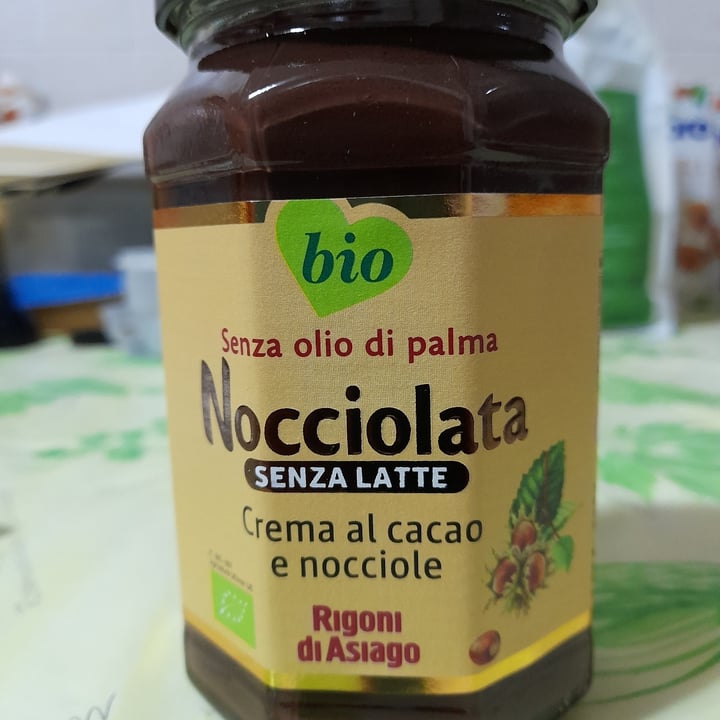 bio
Senza olio di palma
Nocciolata
SENZA LATTE
Crema al cacao
e nocciole
Rigoni
di Asiago